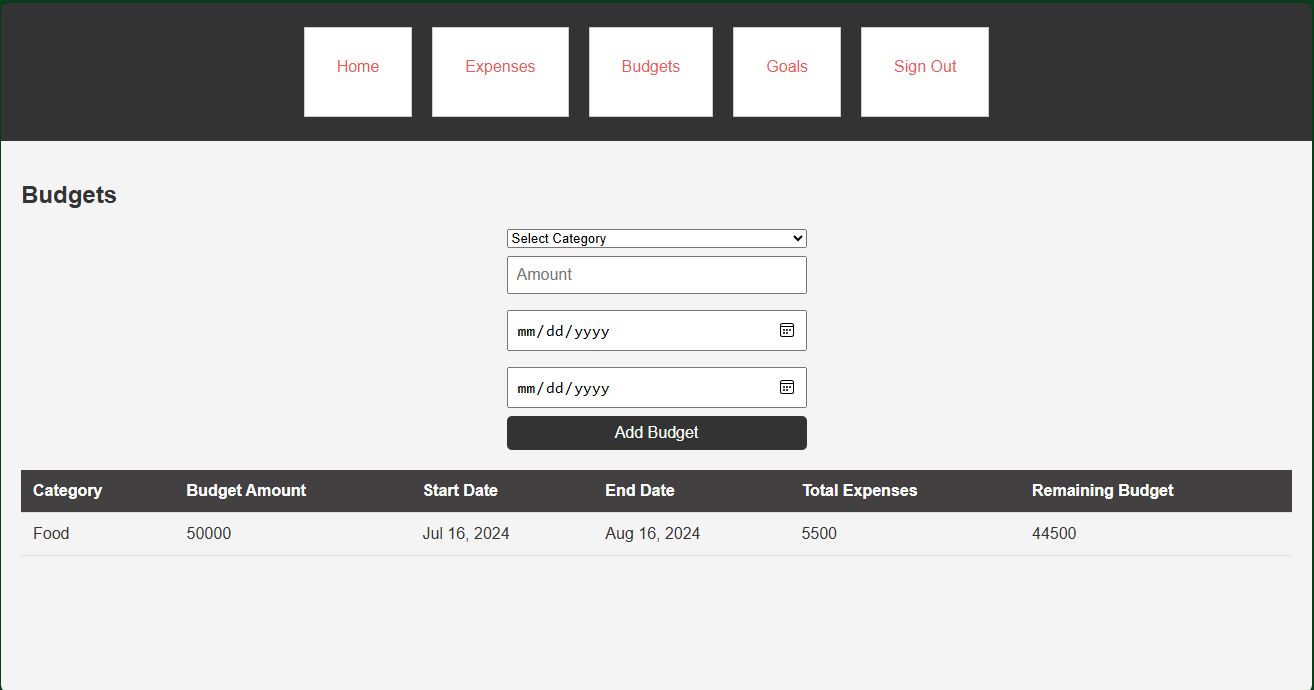 Home Expenses Budgets Goals Sign Out
Budgets
Select Category
Amount
mm/dd/yyyy
mm/dd/yyyy
Add Budget
Category Budget Amount Start Date End Date Total Expenses Remaining Budget
Food 50000 Jul 16, 2024 Aug 16, 2024 5500 44500